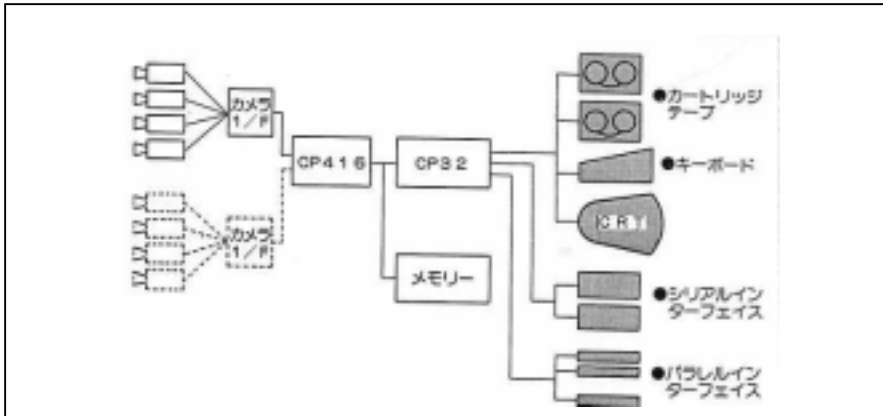 カメラ
1/F
CP416
CP32
●カートリッジ
テープ
●キーボード
CRT
カメラ
1/F
メモリー
●シリアルイン
ターフェイス
●パラレルイン
ターフェイス